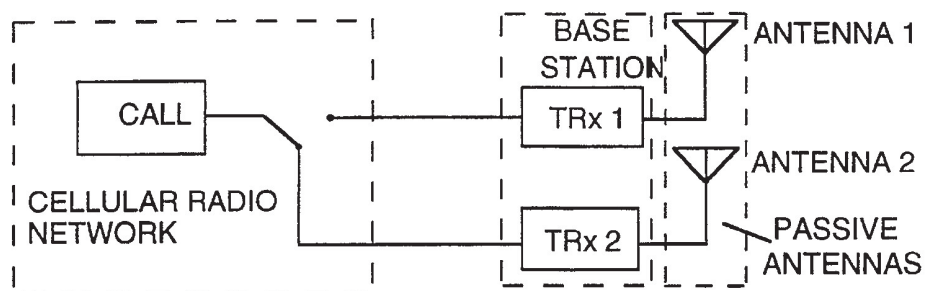 BASE
STATION
ANTENNA 1
CALL
TRx 1
ANTENNA 2
CELLULAR RADIO
NETWORK
TRx 2
PASSIVE
ANTENNAS